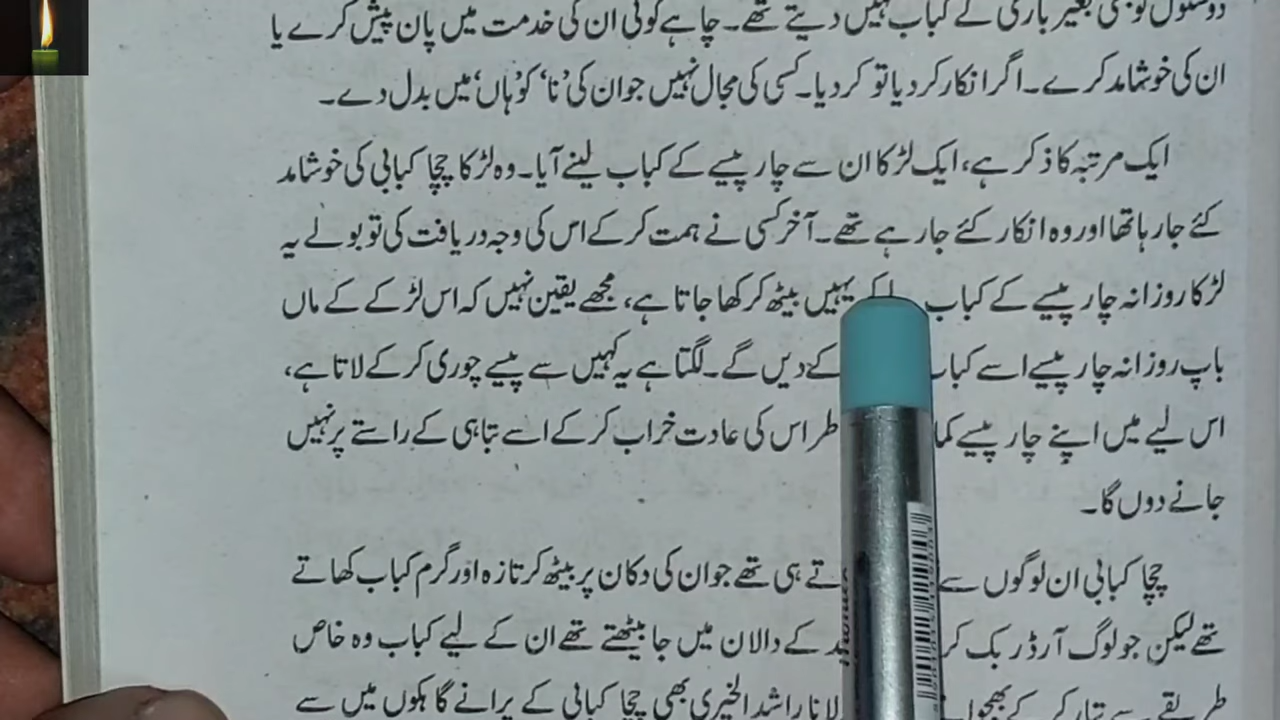 دوستوں کو بھی بغیر باری کے کباب نہیں دیتے تھے۔ چاہے کوئی ان کی خدمت میں پان پیش کرے یا
ان کی خوشامد کرے۔ اگر انکار کر دیا تو کر دیا۔ کسی کی مجال نہیں جو ان کی ’نا‘ کو ’ہاں‘ میں بدل دے۔
ایک مرتبہ کا ذکر ہے، ایک لڑکا ان سے چار پیسے کے کباب لینے آیا۔ وہ لڑکا چچا کبابی کی خوشامد
کئے جا رہا تھا اور وہ انکار کئے جا رہے تھے۔ آخر کسی نے ہمت کر کے اس کی وجہ دریافت کی تو بولے یہ
لڑکا روزانہ چار پیسے کے کباب یہیں بیٹھ کر کھا جاتا ہے، مجھے یقین نہیں کہ اس لڑکے کے ماں
باپ روزانہ چار پیسے اسے کے دیں گے۔ لگتا ہے یہ کہیں سے پیسے چوری کر کے لاتا ہے،
اس لیے میں اپنے چار پیسے اس کی عادت خراب کر کے اسے تباہی کے راستے پر نہیں
جانے دوں گا۔
چچا کبابی ان لوگوں سے ہی تھے جو ان کی دکان پر بیٹھ کر تازہ اور گرم کباب کھاتے
تھے لیکن جو لوگ آرڈر بک کے دالان میں جا بیٹھتے تھے ان کے لیے کباب وہ خاص
طریقے سے تیار کر کے راشد الخیری بھی چچا کبابی کے پرانے گاہکوں میں سے